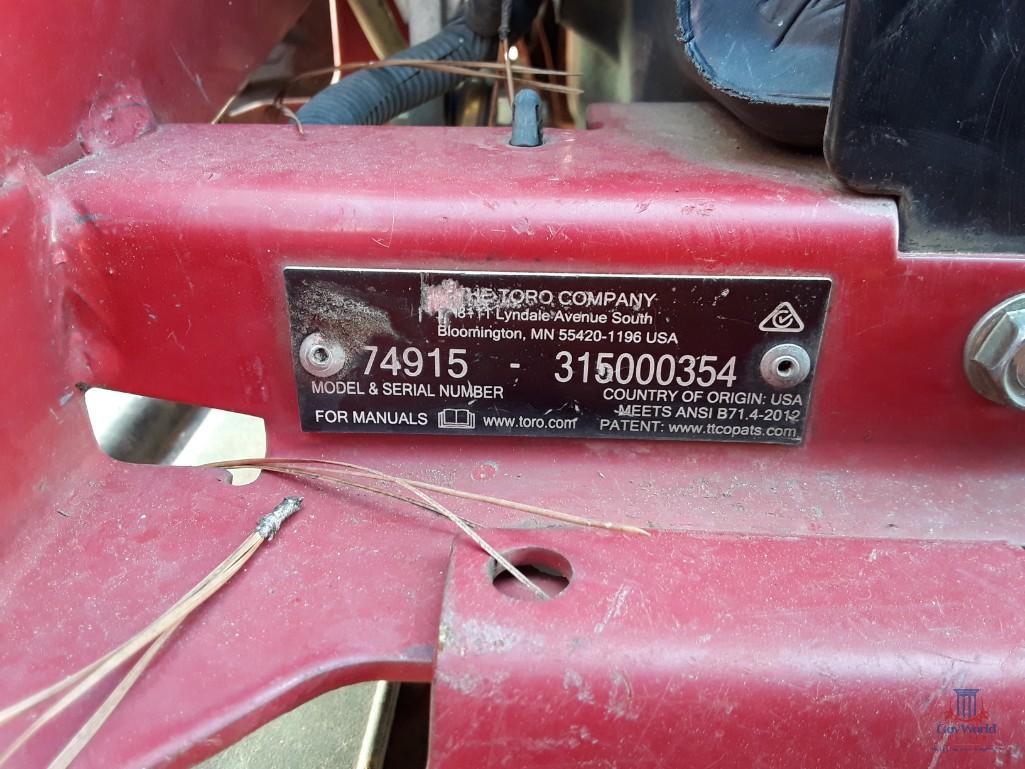 THE TORO COMPANY
8111 Lyndale Avenue South
Bloomington, MN 55420-1196 USA
74915 - 315000354
MODEL & SERIAL NUMBER
COUNTRY OF ORIGIN: USA
MEETS ANSI B71.4-2012
FOR MANUALS www.toro.com
PATENT: www.ttcopats.com
GovWorld